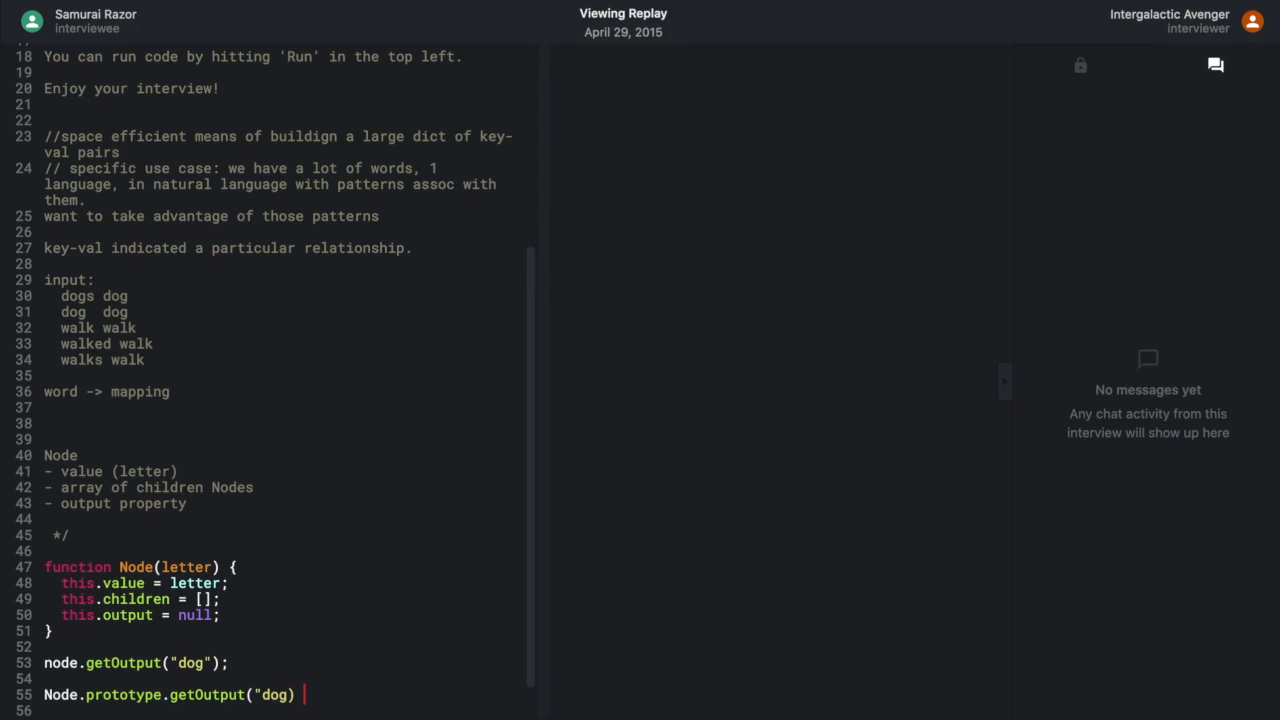 Samurai Razor
interviewee
Viewing Replay
April 29, 2015
Intergalactic Avenger
interviewer
18 You can run code by hitting 'Run' in the top left.
19
20 Enjoy your interview!
21
22
23 //space efficient means of buildign a large dict of key-
val pairs
24 // specific use case: we have a lot of words, 1
language, in natural language with patterns assoc with
them.
25 want to take advantage of those patterns
26
27 key-val indicated a particular relationship.
28
29 input:
30 dogs dog
31 dog  dog
32 walk walk
33 walked walk
34 walks walk
35
36 word -> mapping
37
38
39
40 Node
41 - value (letter)
42 - array of children Nodes
43 - output property
44
45 */
46
47 function Node(letter) {
48 this.value = letter;
49 this.children = [];
50 this.output = null;
51 }
52
53 node.getOutput("dog");
54
55 Node.prototype.getOutput("dog)
56
No messages yet
Any chat activity from this
interview will show up here